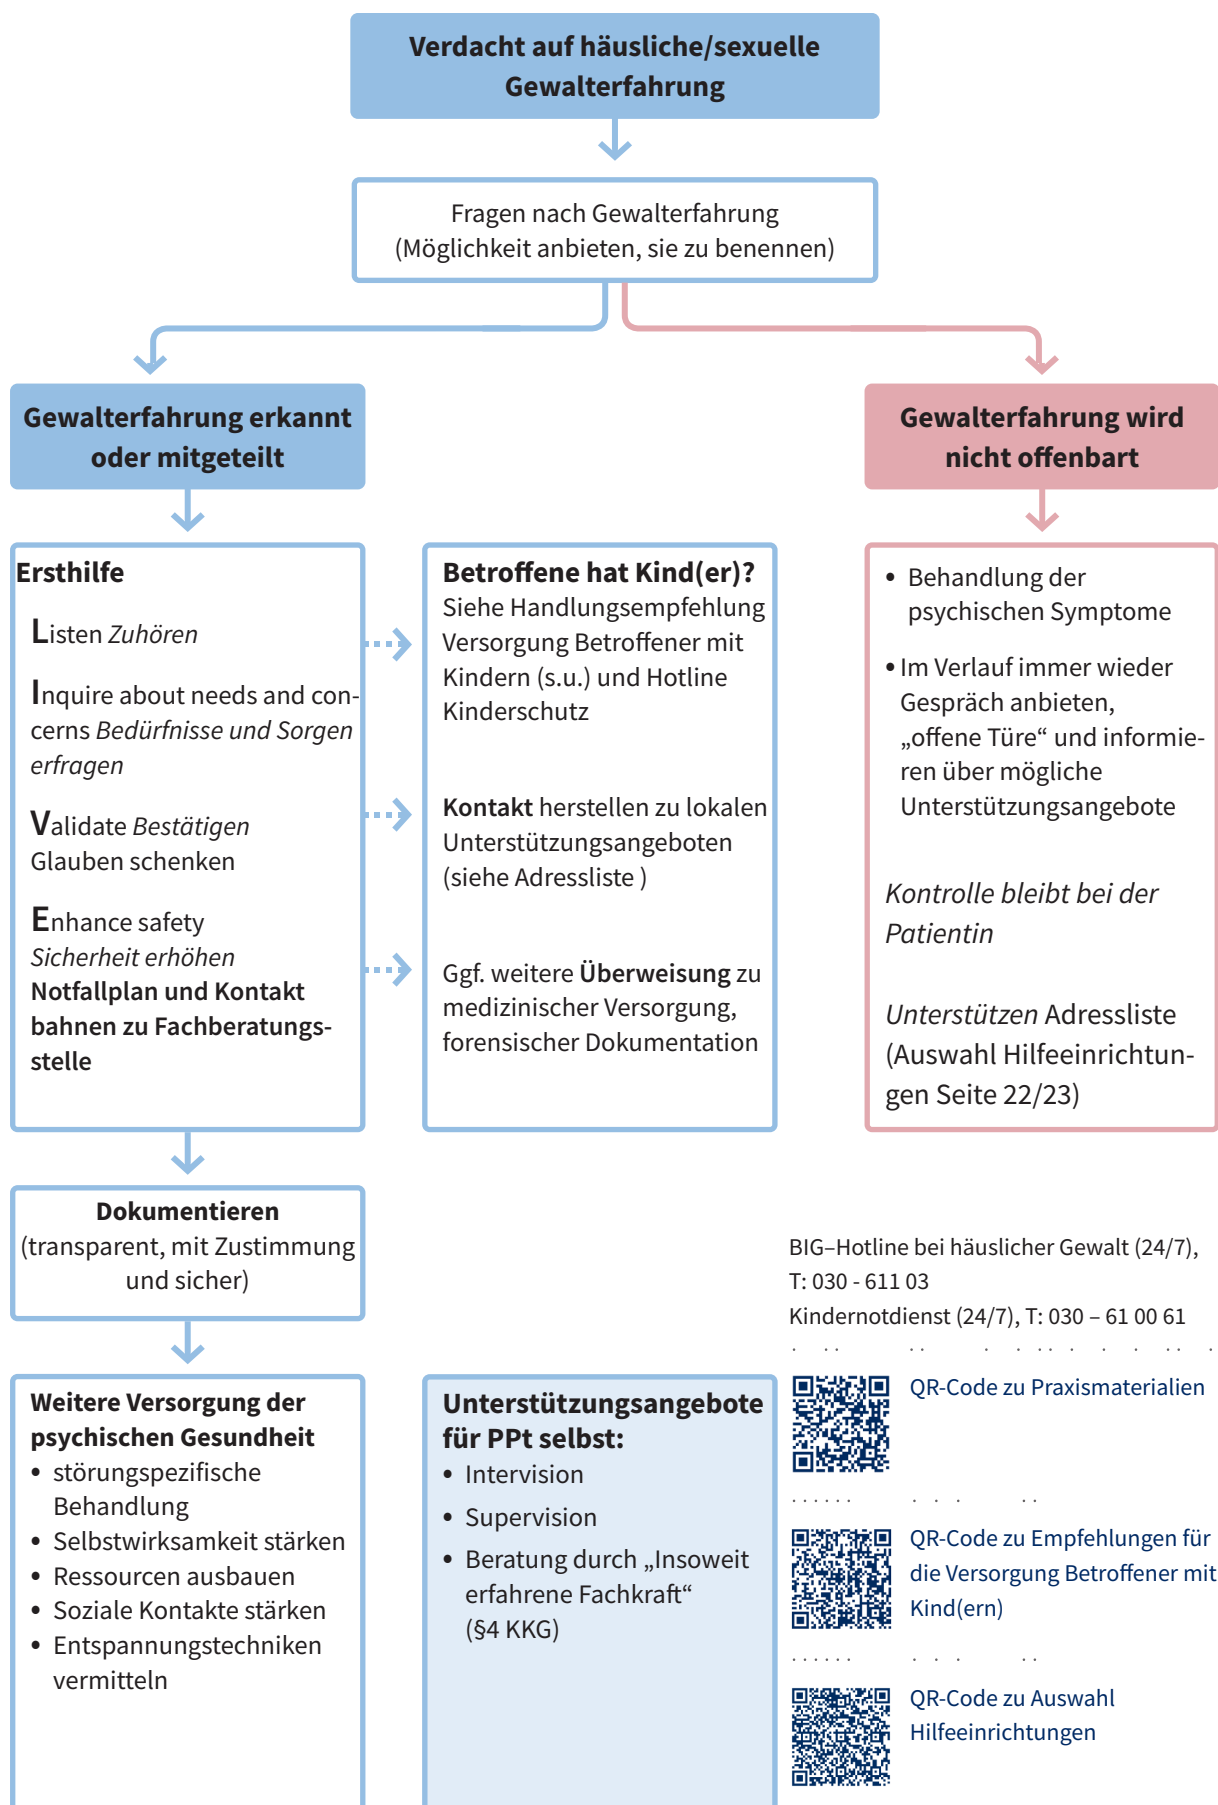 Verdacht auf häusliche/sexuelle
Gewalterfahrung
Fragen nach Gewalterfahrung
(Möglichkeit anbieten, sie zu benennen)
Gewalterfahrung erkannt
oder mitgeteilt
Gewalterfahrung wird
nicht offenbart
Ersthilfe
Listen Zuhören
Inquire about needs and con-
cerns Bedürfnisse und Sorgen
erfragen
Validate Bestätigen
Glauben schenken
Enhance safety
Sicherheit erhöhen
Notfallplan und Kontakt
bahnen zu Fachberatungs-
stelle
Betroffene hat Kind(er)?
Siehe Handlungsempfehlung
Versorgung Betroffener mit
Kindern (s.u.) und Hotline
Kinderschutz
Kontakt herstellen zu lokalen
Unterstützungsangeboten
(siehe Adressliste )
Ggf. weitere Überweisung zu
medizinischer Versorgung,
forensischer Dokumentation
• Behandlung der
psychischen Symptome
• Im Verlauf immer wieder
Gespräch anbieten,
„offene Türe“ und informie-
ren über mögliche
Unterstützungsangebote
Kontrolle bleibt bei der
Patientin
Unterstützen Adressliste
(Auswahl Hilfeeinrichtun-
gen Seite 22/23)
Dokumentieren
(transparent, mit Zustimmung
und sicher)
Weitere Versorgung der
psychischen Gesundheit
• störungspezifische
Behandlung
• Selbstwirksamkeit stärken
• Ressourcen ausbauen
• Soziale Kontakte stärken
• Entspannungstechniken
vermitteln
Unterstützungsangebote
für PPt selbst:
• Intervision
• Supervision
• Beratung durch „Insoweit
erfahrene Fachkraft“
(§4 KKG)
BIG–Hotline bei häuslicher Gewalt (24/7),
T: 030 - 611 03
Kindernotdienst (24/7), T: 030 – 61 00 61
QR-Code zu Praxismaterialien
QR-Code zu Empfehlungen für
die Versorgung Betroffener mit
Kind(ern)
QR-Code zu Auswahl
Hilfeeinrichtungen